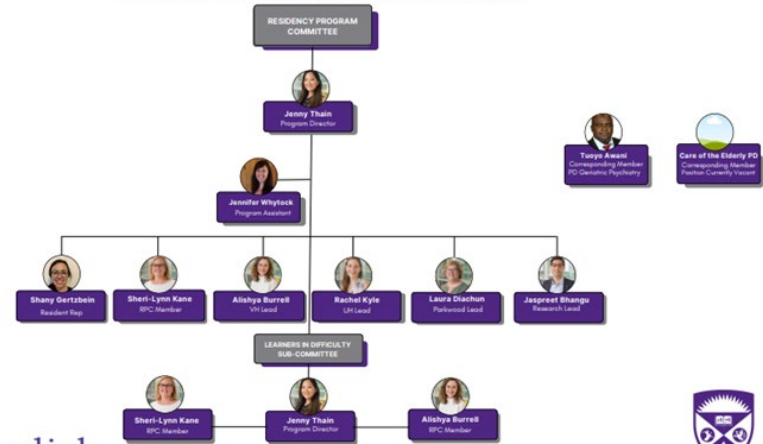 RESIDENCY PROGRAM
COMMITTEE
Jenny Thain
Program Director
Tuoyo Awani
Corresponding Member
PD Geriatric Psychiatry
Care of the Elderly PD
Corresponding Member
Position Currently Vacant
Jennifer Whytock
Program Assistant
Shany Gertzbein
Resident Rep
Sheri-Lynn Kane
RPC Member
Alishya Burrell
VH Lead
Rachel Kyle
UH Lead
Laura Diachun
Parkwood Lead
Jaspreet Bhangu
Research Lead
LEARNERS IN DIFFICULTY
SUB-COMMITTEE
Sheri-Lynn Kane
RPC Member
Jenny Thain
Program Director
Alishya Burrell
RPC Member